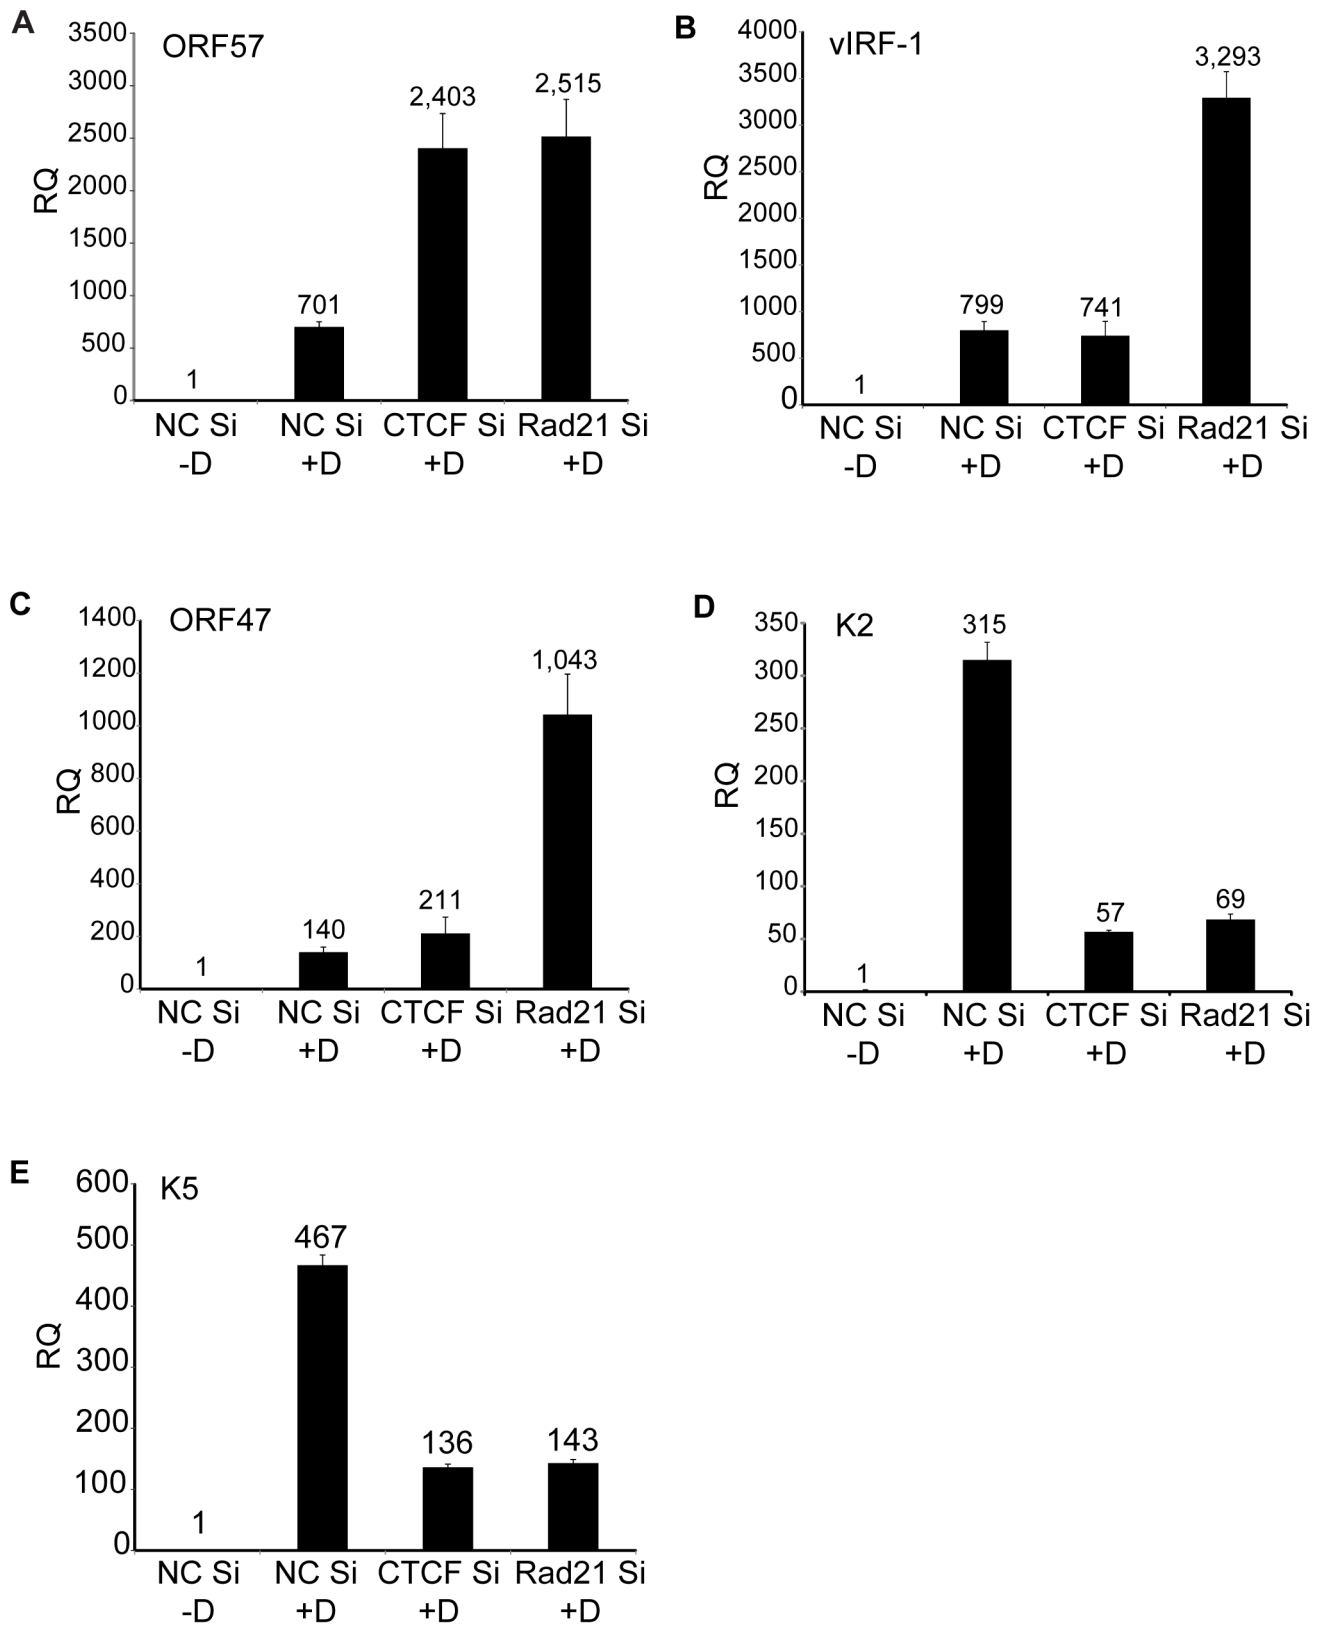 A
ORF57
RQ
3500
3000
2500
2000
1500
1000
500
0
1
701
2,403
2,515
NC Si NC Si CTCF Si Rad21 Si
-D +D +D +D
B
vIRF-1
RQ
4000
3500
3000
2500
2000
1500
1000
500
0
1
799
741
3,293
NC Si NC Si CTCF Si Rad21 Si
-D +D +D +D
C
ORF47
RQ
1400
1200
1000
800
600
400
200
0
1
140
211
1,043
NC Si NC Si CTCF Si Rad21 Si
-D +D +D +D
D
K2
RQ
350
300
250
200
150
100
50
0
1
315
57
69
NC Si NC Si CTCF Si Rad21 Si
-D +D +D +D
E
K5
RQ
600
500
400
300
200
100
0
1
467
136
143
NC Si NC Si CTCF Si Rad21 Si
-D +D +D +D